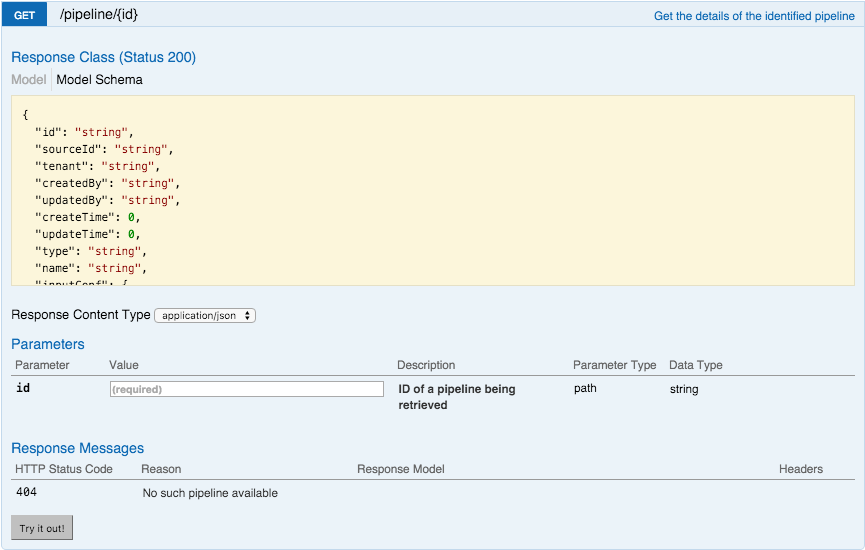 GET /pipeline/{id} Get the details of the identified pipeline
Response Class (Status 200)
Model Model Schema
{
"id": "string",
"sourceId": "string",
"tenant": "string",
"createdBy": "string",
"updatedBy": "string",
"createTime": 0,
"updateTime": 0,
"type": "string",
"name": "string",
"inputConf": {
Response Content Type application/json
Parameters
Parameter Value Description Parameter Type Data Type
id (required) ID of a pipeline being path string
retrieved
Response Messages
HTTP Status Code Reason Response Model Headers
404 No such pipeline available
Try it out!